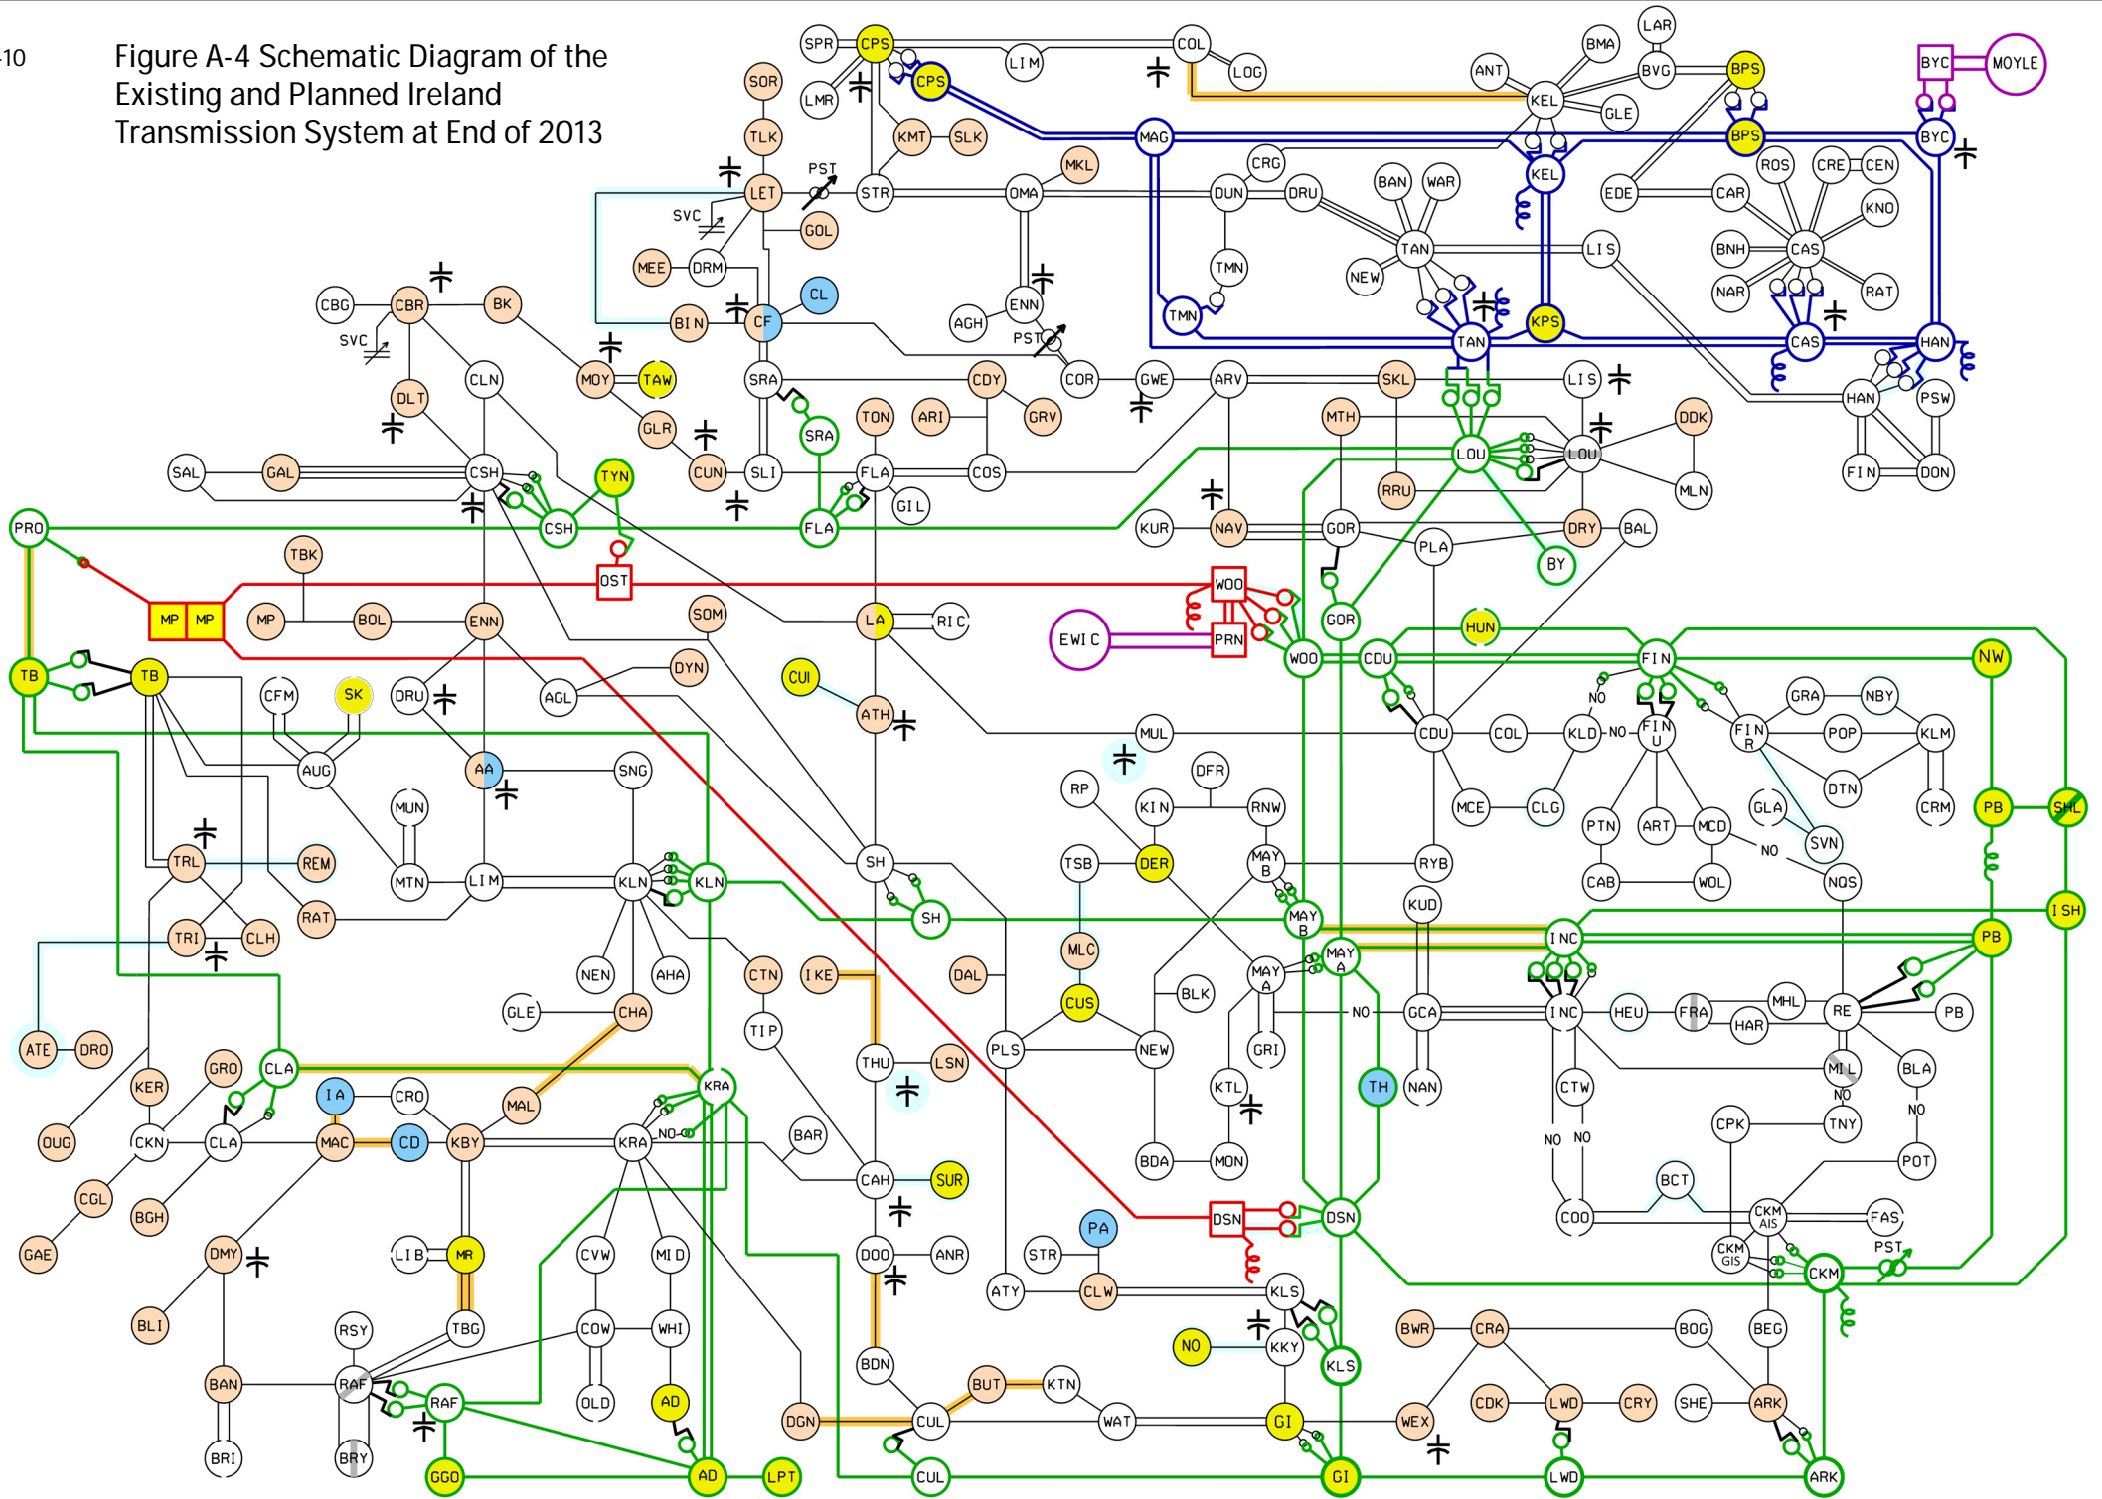 -10
Figure A-4 Schematic Diagram of the
Existing and Planned Ireland
Transmission System at End of 2013
SPR CPS LIM COL LOG LMR CPS
ANT KEL BMA GLE LAR BVG BPS BYC MOYLE
SOR
TLK KMT SLK MAG BPS BYC
MKL CRG KEL ROS CRE CEN
LET PST STR OMA DUN DRU BAN WAR EDE CAR KNO
SVC GOL
MEE DRM TMN TAN LIS BNH CAS
NEW NAR RAT
CBG CBR BK CL ENN
BIN CF AGH TMN KPS
SVC PST TAN CAS HAN
CLN MOY TAW SRA CDY COR GWE ARV SKL LIS
DLT HAN PSW
GLR SRA TON ARI GRV MTH DDK
SAL GAL CSH TYN CUN SLI FLA COS LOU LOU FIN DON
RRU MLN
GIL
PRO CSH FLA KUR NAV GOR DRY BAL
PLA
TBK BY
OST WOO
MP MP MP BOL ENN SOM LA RIC GOR
EWIC PRN HUN
TB TB DYN WOO CDU FIN NW
CFM SK DRU AGL CUI NO GRA NBY
ATH
MUL CDU COL KLD NO FIN U FIN R POP KLM
AUG AA SNG DFR
RP DTN
MUN KIN RNW MCE CLG GLA CRM PB SHL
PTN ART MCD
NO SVN
TRL REM SH TSB DER MAY B RYB
MTN LIM KLN KLN CAB WOL NQS
RAT SH MAY B KUD ISH
TRI CLH INC PB
MLC MAY A
NEN AHA CTN IKE DAL MAY A
CUS BLK
GLE CHA NO GCA INC HEU FRA MHL RE PB
HAR
TIP
ATE DRO PLS NEW GRI
THU LSN
CLA MIL BLA
GRO
KER KRA KTL TH NAN CTW
IA CRO MAL NO
NO
CPK TNY
OUG CKN CLA MAC CD KBY KRA NO BAR NO NO
BDA MON POT
CGL CAH SUR BCT
BGH PA DSN DSN COO CKM AIS FAS
GAE DMY LIB MR CVW MID DOO ANR STR CKM GIS PST
CKM
ATY CLW KLS
BLI RSY TBG COW WHI BWR CRA BOG BEG
NO KKY
KLS
BDN
BAN RAF BUT KTN
RAF OLD AD CDK LWD CRY SHE ARK
DGN CUL WAT GI WEX
BRI BRY
GGO AD LPT CUL GI LWD ARK